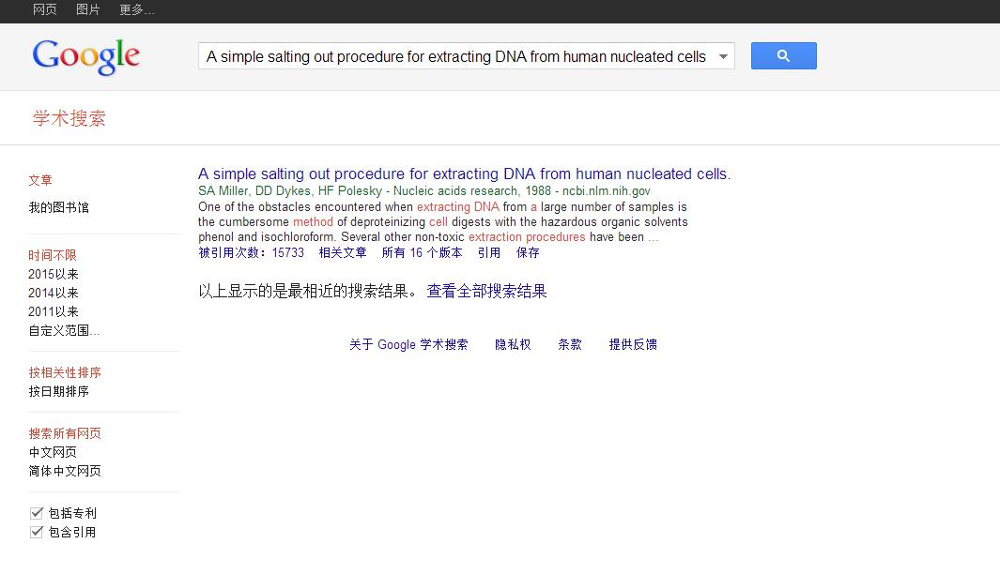 网页 图片 更多…
Google A simple salting out procedure for extracting DNA from human nucleated cells
学术搜索
文章
我的图书馆
时间不限
2015以来
2014以来
2011以来
自定义范围...
按相关性排序
按日期排序
搜索所有网页
中文网页
简体中文网页
包括专利
包含引用
A simple salting out procedure for extracting DNA from human nucleated cells.
SA Miller, DD Dykes, HF Polesky - Nucleic acids research, 1988 - ncbi.nlm.nih.gov
One of the obstacles encountered when extracting DNA from a large number of samples is
the cumbersome method of deproteinizing cell digests with the hazardous organic solvents
phenol and isochloroform. Several other non-toxic extraction procedures have been ...
被引用次数：15733 相关文章 所有 16 个版本 引用 保存
以上显示的是最相近的搜索结果。 查看全部搜索结果
关于 Google 学术搜索 隐私权 条款 提供反馈